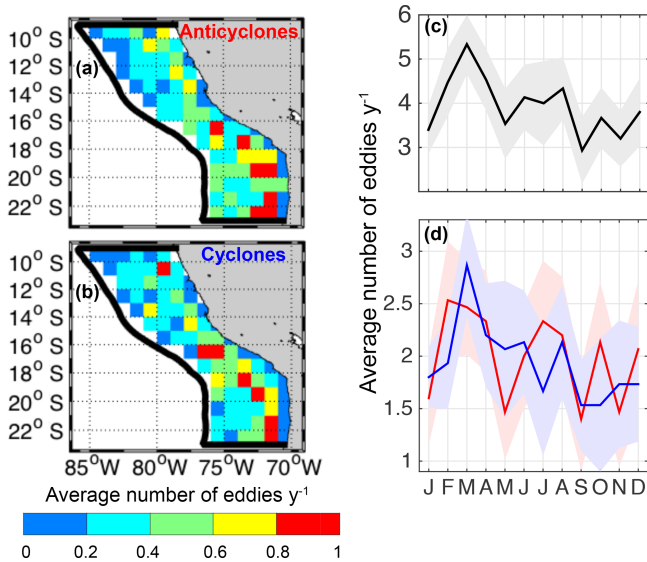 Anticyclones
(a)
10° S
12° S
14° S
16° S
18° S
20° S
22° S
Cyclones
(b)
10° S
12° S
14° S
16° S
18° S
20° S
22° S
85°W 80°W 75°W 70°W
Average number of eddies y-1
0 0.2 0.4 0.6 0.8 1
Average number of eddies y-1
(c)
6
5
4
3
(d)
3
2.5
2
1.5
1
J F M A M J J A S O N D